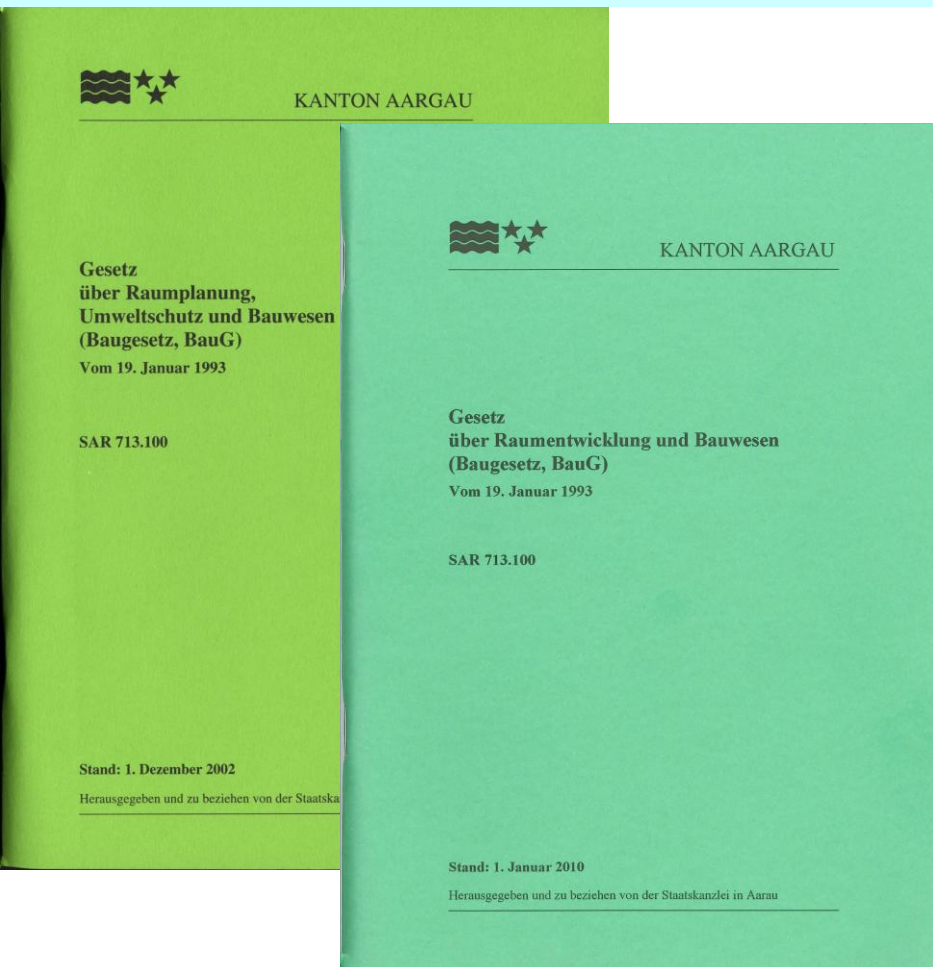 KANTON AARGAU
Gesetz
über Raumplanung,
Umweltschutz und Bauwesen
(Baugesetz, BauG)
Vom 19. Januar 1993
SAR 713.100
Stand: 1. Dezember 2002
Herausgegeben und zu beziehen von der
KANTON AARGAU
Gesetz
über Raumentwicklung und Bauwesen
(Baugesetz, BauG)
Vom 19. Januar 1993
SAR 713.100
Stand: 1. Januar 2010
Herausgegeben und zu beziehen von der Staatskanzlei in Aarau